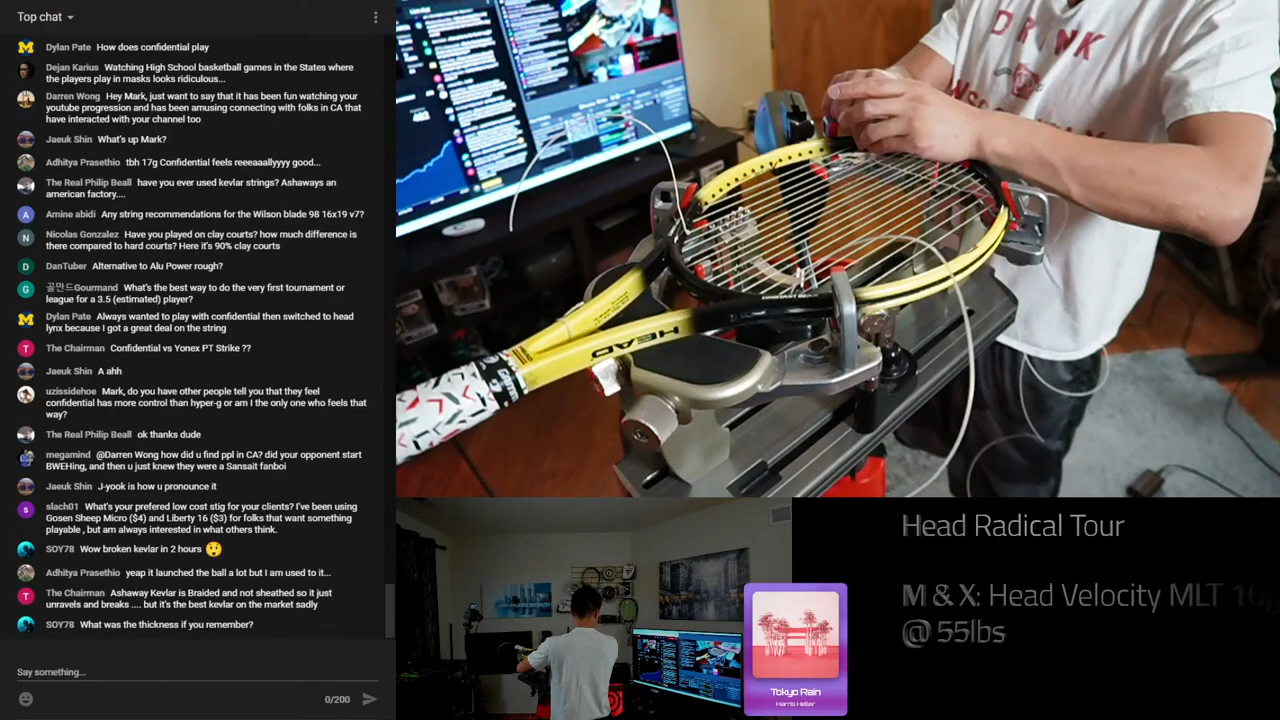 Top chat
Dylan Pate How does confidential play
Dejan Karius Watching High School basketball games in the States where
the players play in masks looks ridiculous...
Darren Wong Hey Mark, just want to say that it has been fun watching your
youtube progression and has been amusing connecting with folks in CA that
have interacted with your channel too
Jaeuk Shin What's up Mark?
Adhitya Prasethio tbh 17g Confidential feels reeeaaallyyyy good...
The Real Philip Beall have you ever used kevlar strings? Ashaways an
american factory....
A
Amine abidi Any string recommendations for the Wilson blade 98 16x19 v7?
N
Nicolas Gonzalez Have you played on clay courts? how much difference is
there compared to hard courts? Here it's 90% clay courts
D
DanTuber Alternative to Alu Power rough?
G
골만드Gourmand What's the best way to do the very first tournament or
league for a 3.5 (estimated) player?
Dylan Pate Always wanted to play with confidential then switched to head
lynx because I got a great deal on the string
T
The Chairman Confidential vs Yonex PT Strike ??
Jaeuk Shin A ahh
uzissidehoe Mark, do you have other people tell you that they feel
confidential has more control than hyper-g or am I the only one who feels that
way?
The Real Philip Beall ok thanks dude
megamind @Darren Wong how did u find ppl in CA? did your opponent start
BWEHing, and then u just knew they were a Sansait fanboi
Jaeuk Shin J-yook is how u pronounce it
s
slach01 What's your prefered low cost stig for your clients? I've been using
Gosen Sheep Micro ($4) and Liberty 16 ($3) for folks that want something
playable , but am always interested in what others think.
SOY78 Wow broken kevlar in 2 hours 😲
Adhitya Prasethio yeap it launched the ball a lot but I am used to it...
T
The Chairman Ashaway Kevlar is Braided and not sheathed so it just
unravels and breaks .... but it's the best kevlar on the market sadly
SOY78 What was the thickness if you remember?
Say something...
0/200
DRINK
HEAD
Head Radical Tour
M & X: Head Velocity MLT 16
@ 55lbs
Tokyo Rain
Harris Heller